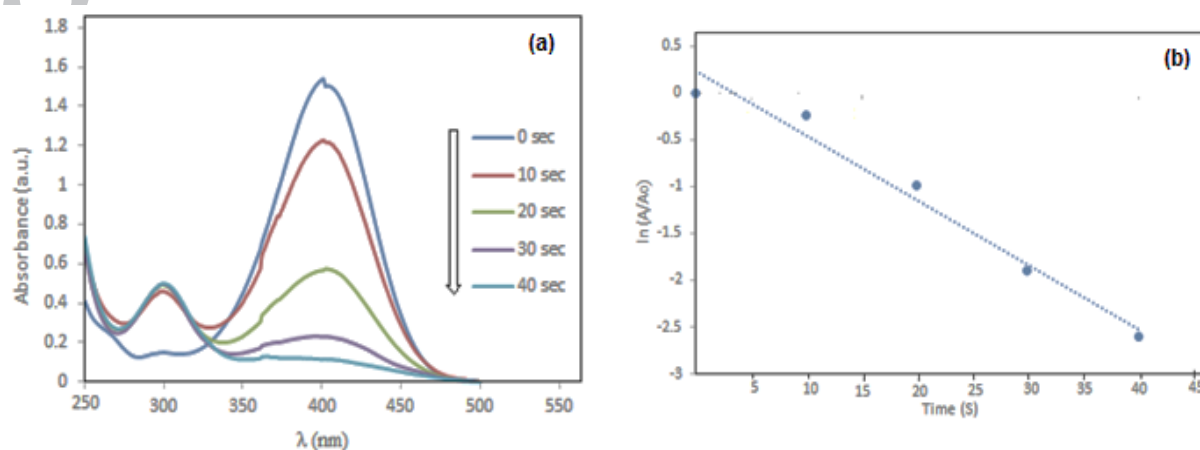 (a)
1.8
1.6
1.4
1.2
1
0.8
0.6
0.4
0.2
0
Absorbance (a.u.)
250 300 350 400 450 500 550
λ (nm)
0 sec
10 sec
20 sec
30 sec
40 sec
(b)
0.5
0
-0.5
-1
-1.5
-2
-2.5
-3
ln (A/Ao)
5 10 15 20 25 30 35 40 45
Time (S)